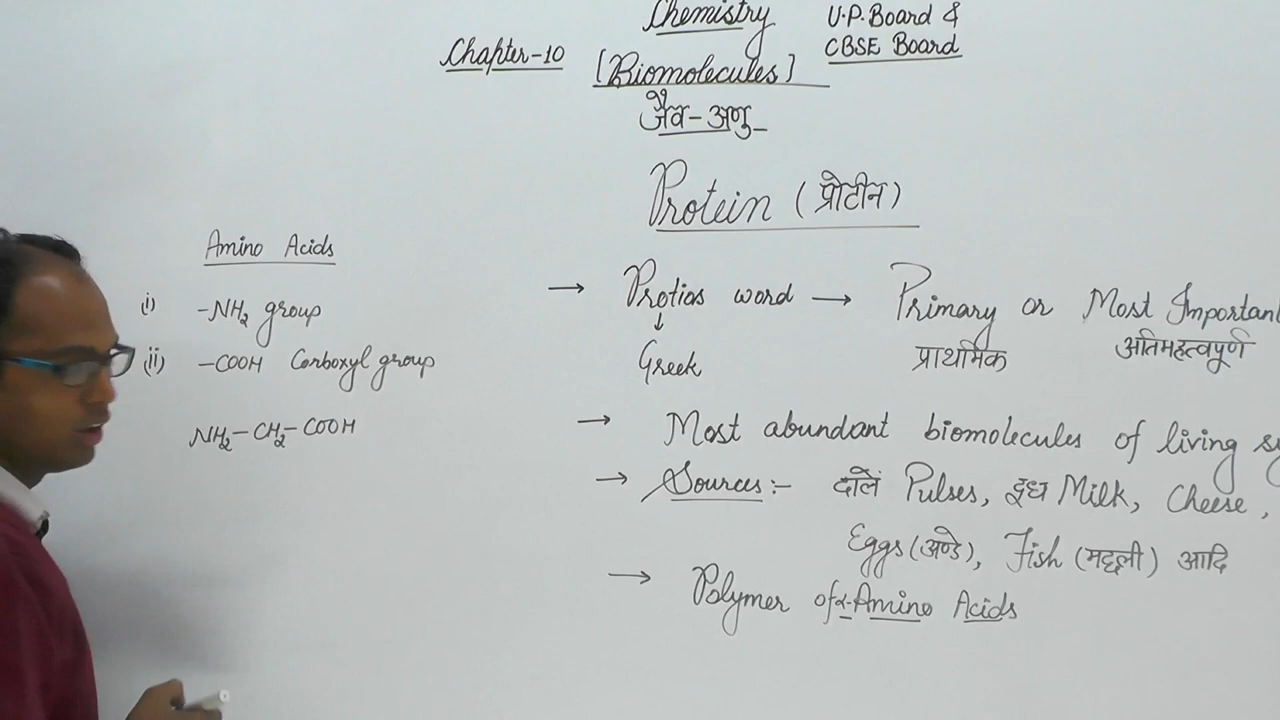 Chemistry
U.P. Board &
CBSE Board
Chapter-10
[Biomolecules]
जैव-अणु
Protein (प्रोटीन)
Amino Acids
(i) -NH2 group
(ii) -COOH Carboxyl group
NH2-CH2-COOH
→ Protias word → Primary or Most Important
↓
Greek
प्राथमिक
अतिमहत्वपूर्ण
→ Most abundant biomolecules of living sy
→ Sources:- दालें Pulses, दूध Milk, Cheese,
Eggs (अण्डे), Fish (मछली) आदि
→ Polymer of α-Amino Acids